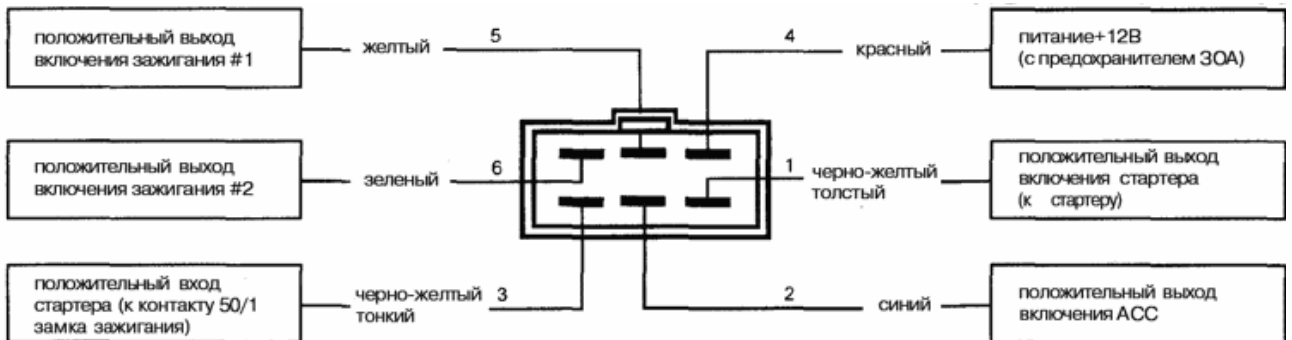 положительный выход
включения зажигания #1
желтый
5
4
красный
питание+12В
(с предохранителем 30А)
положительный выход
включения зажигания #2
зеленый
6
1
черно-желтый
толстый
положительный выход
включения стартера
(к стартеру)
положительный вход
стартера (к контакту 50/1
замка зажигания)
черно-желтый
тонкий
3
2
синий
положительный выход
включения АСС